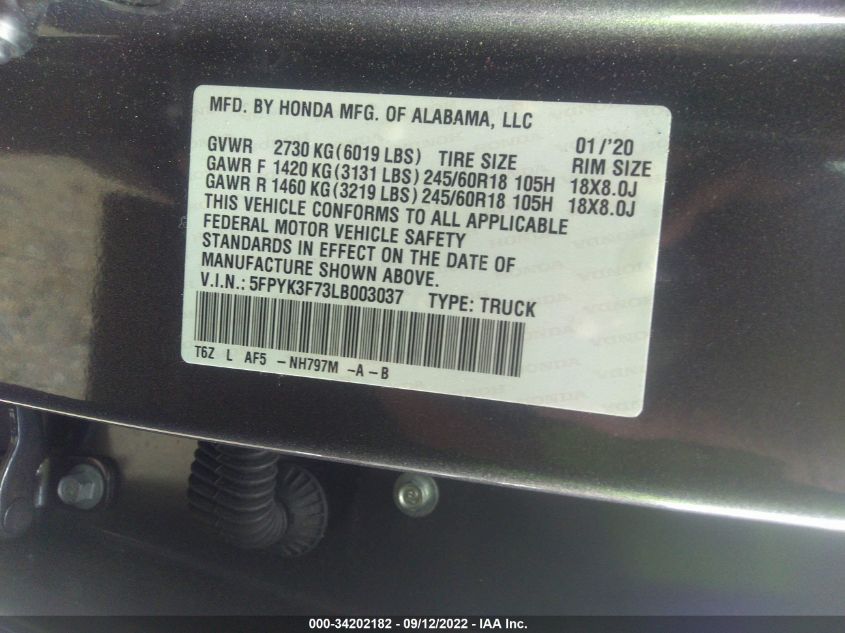 MFD. BY HONDA MFG. OF ALABAMA, LLC
GVWR 2730 KG(6019 LBS) TIRE SIZE 01/'20 RIM SIZE
GAWR F 1420 KG(3131 LBS) 245/60R18 105H 18X8.0J
GAWR R 1460 KG(3219 LBS) 245/60R18 105H 18X8.0J
THIS VEHICLE CONFORMS TO ALL APPLICABLE
FEDERAL MOTOR VEHICLE SAFETY
STANDARDS IN EFFECT ON THE DATE OF
MANUFACTURE SHOWN ABOVE.
V.I.N.: 5FPYK3F73LB003037 TYPE: TRUCK
T6Z L AF5 -NH797M -A-B
000-34202182 - 09/12/2022 - IAA Inc.